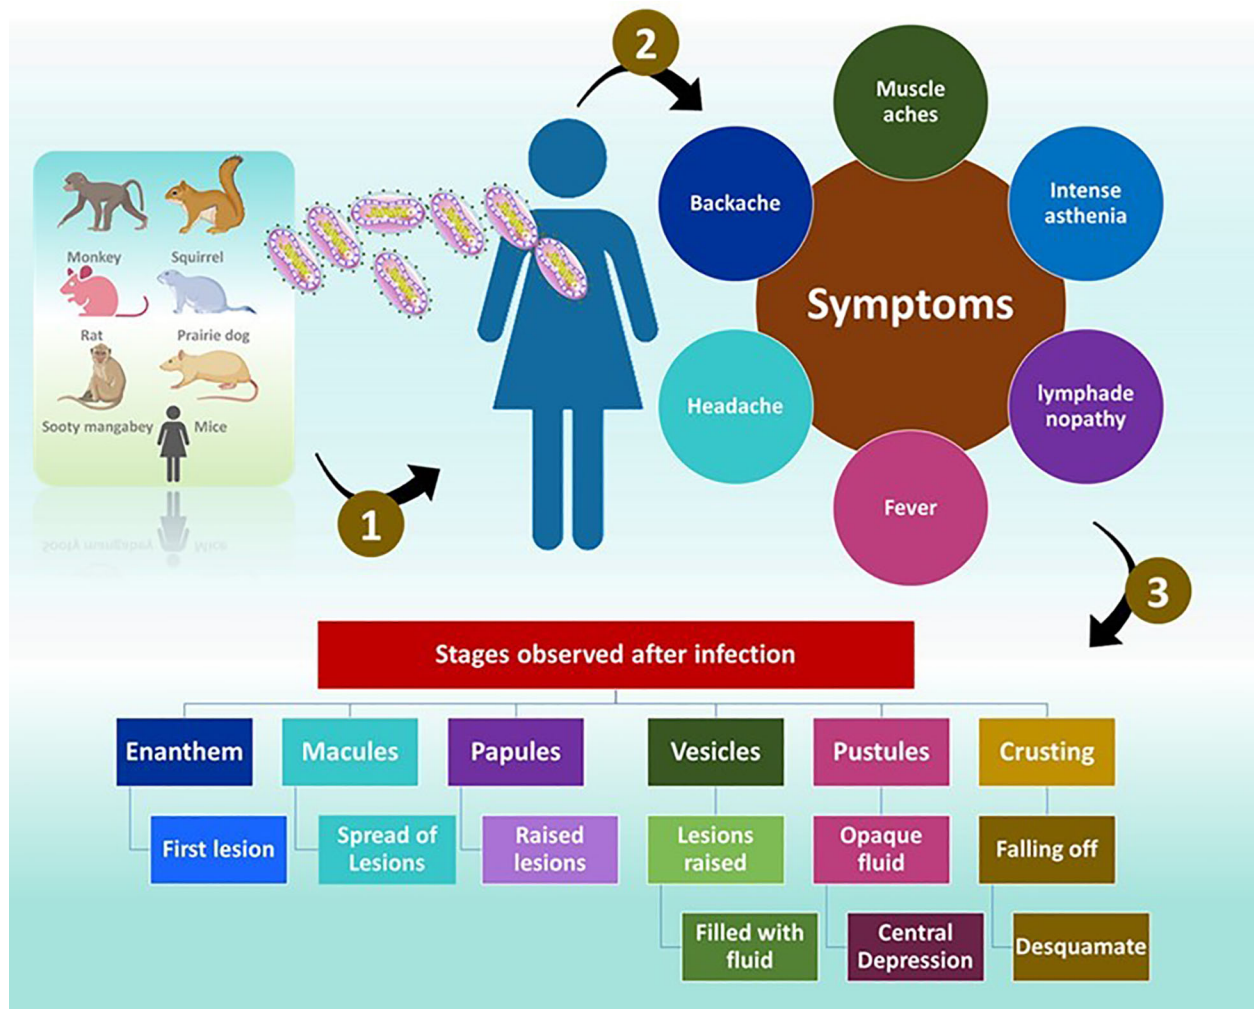 2
Muscle
aches
Backache
Intense
asthenia
Monkey
Squirrel
Symptoms
Rat
Prairie dog
Headache
lymphade
nopathy
Sooty mangabey
Mice
Fever
1
3
Stages observed after infection
Enanthem
Macules
Papules
Vesicles
Pustules
Crusting
First lesion
Spread of
Lesions
Raised
lesions
Lesions
raised
Opaque
fluid
Falling off
Filled with
fluid
Central
Depression
Desquamate